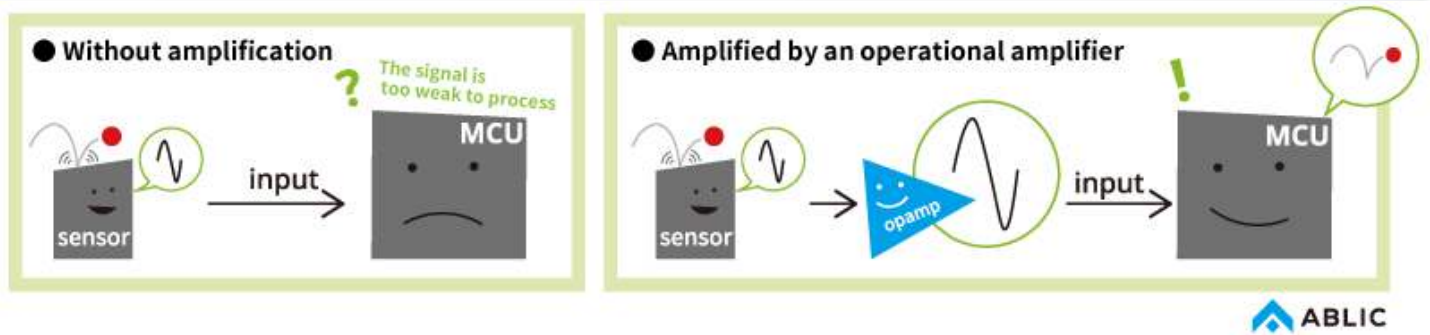 ● Without amplification
?
The signal is
too weak to process
MCU
input
sensor
● Amplified by an operational amplifier
!
MCU
input
opamp
sensor
ABLIC